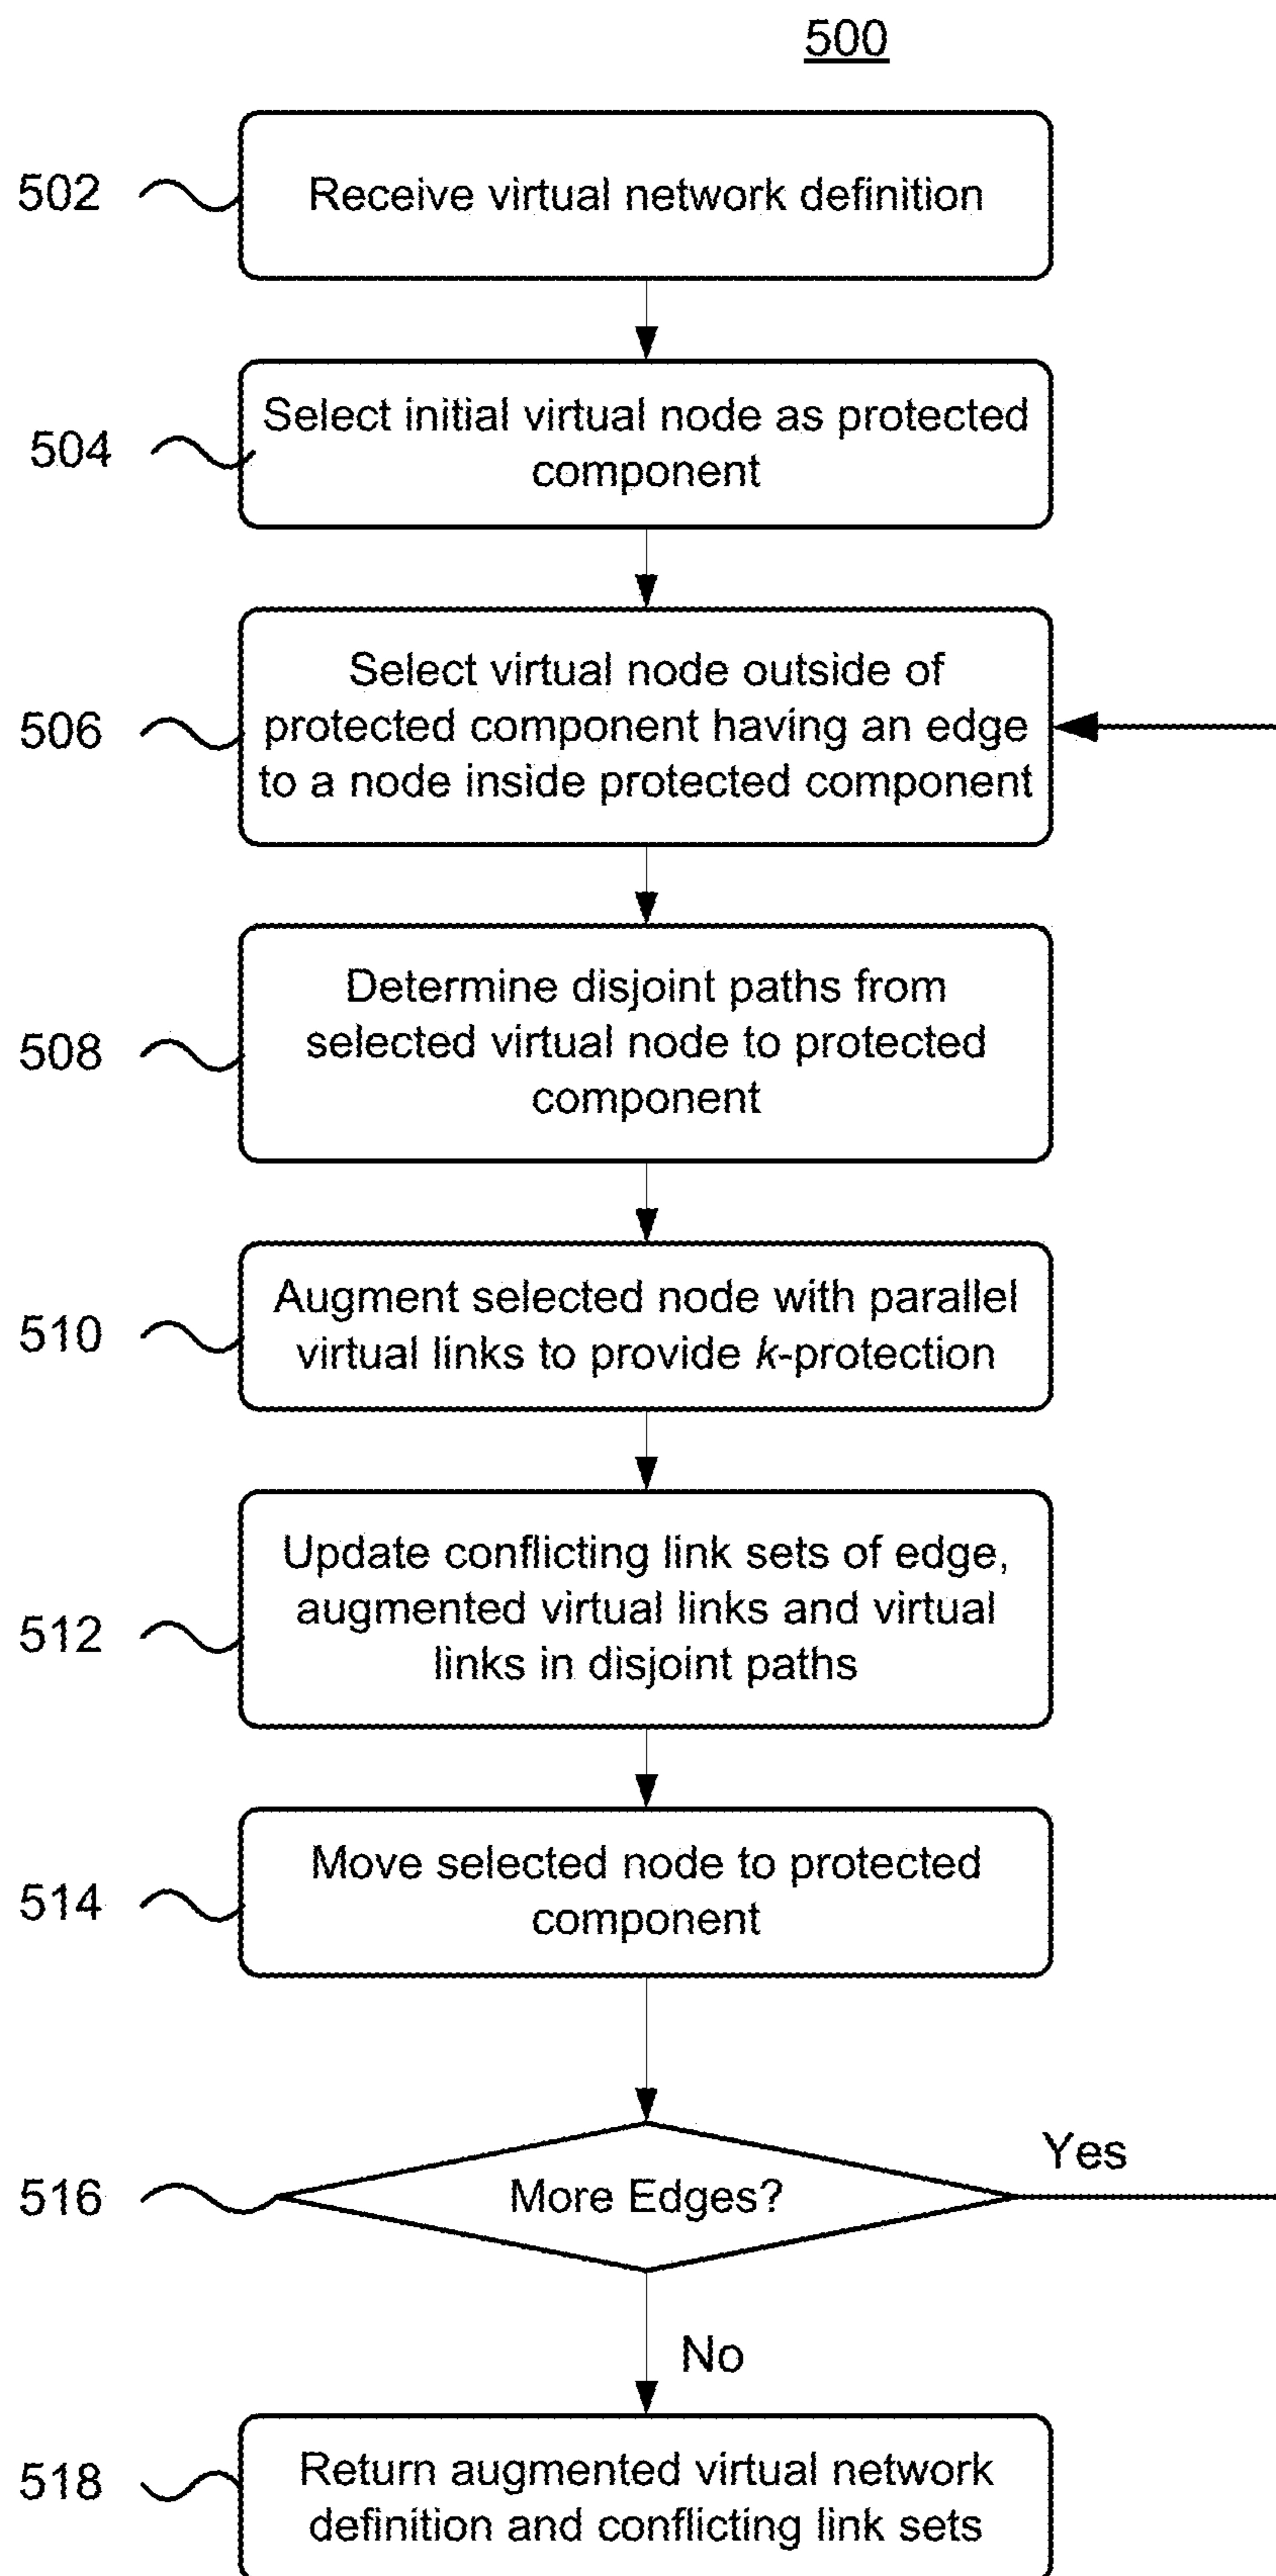 500
502
Receive virtual network definition
504
Select initial virtual node as protected
component
506
Select virtual node outside of
protected component having an edge
to a node inside protected component
508
Determine disjoint paths from
selected virtual node to protected
component
510
Augment selected node with parallel
virtual links to provide k-protection
512
Update conflicting link sets of edge,
augmented virtual links and virtual
links in disjoint paths
514
Move selected node to protected
component
516
More Edges?
Yes
No
518
Return augmented virtual network
definition and conflicting link sets